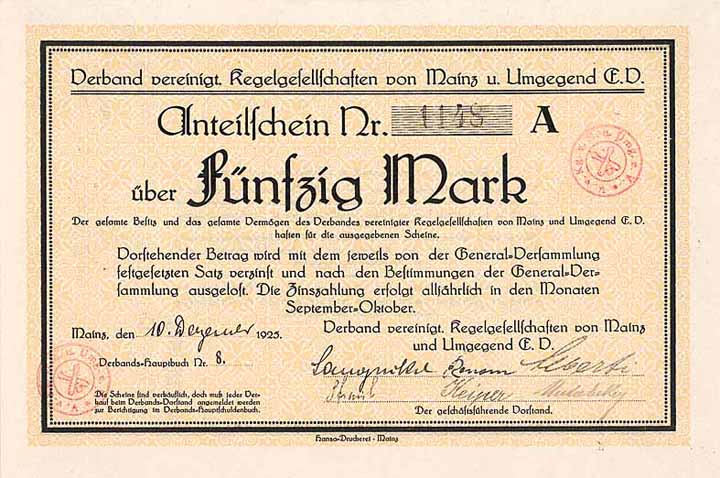 Verband vereinigt. Kegelgesellschaften von Mainz u. Umgegend E.V.
Anteilschein Nr. 1148 A
über Fünfzig Mark
Der gesamte Besitz und das gesamte Vermögen des Verbandes vereinigter Kegelgesellschaften von Mainz und Umgegend E. V.
haften für die ausgegebenen Scheine.
Vorstehender Betrag wird mit dem jeweils von der General=Versammlung
festgesetzten Satz verzinst und nach den Bestimmungen der General=Ver=
sammlung ausgelost. Die Zinszahlung erfolgt alljährlich in den Monaten
September=Oktober.
Mainz, den 10. Dezember 1925.
Verband vereinigt. Kegelgesellschaften von Mainz
und Umgegend E. V.
Verbands=Hauptbuch Nr. 8.
Die Scheine sind verkäuflich, doch muß jeder Ver=
kauf beim Verbands=Vorstand angemeldet werden
zur Berichtigung im Verbands=Hauptschuldenbuch.
Der geschäftsführende Vorstand.
Hansa=Druckerei · Mainz